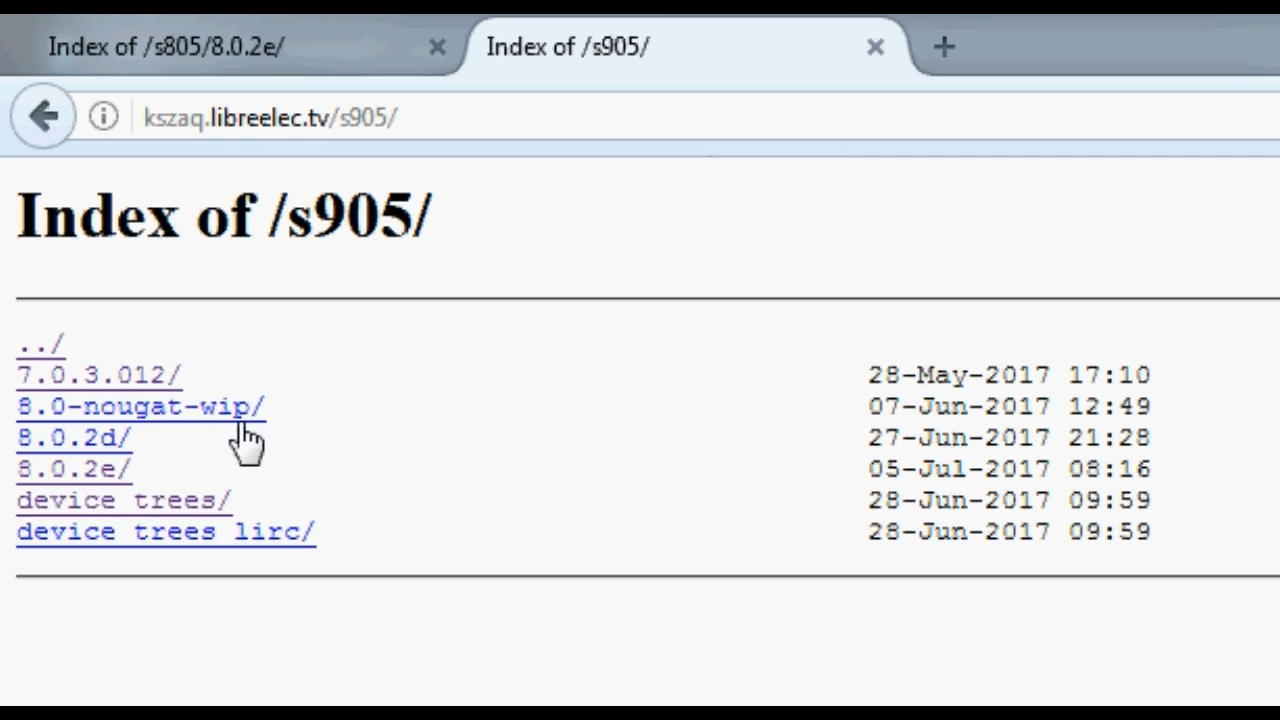 Index of /s805/8.0.2e/ Index of /s905/
kszaq.libreelec.tv/s905/
Index of /s905/
../
7.0.3.012/ 28-May-2017 17:10
8.0-nougat-wip/ 07-Jun-2017 12:49
8.0.2d/ 27-Jun-2017 21:28
8.0.2e/ 05-Jul-2017 08:16
device trees/ 28-Jun-2017 09:59
device trees lirc/ 28-Jun-2017 09:59